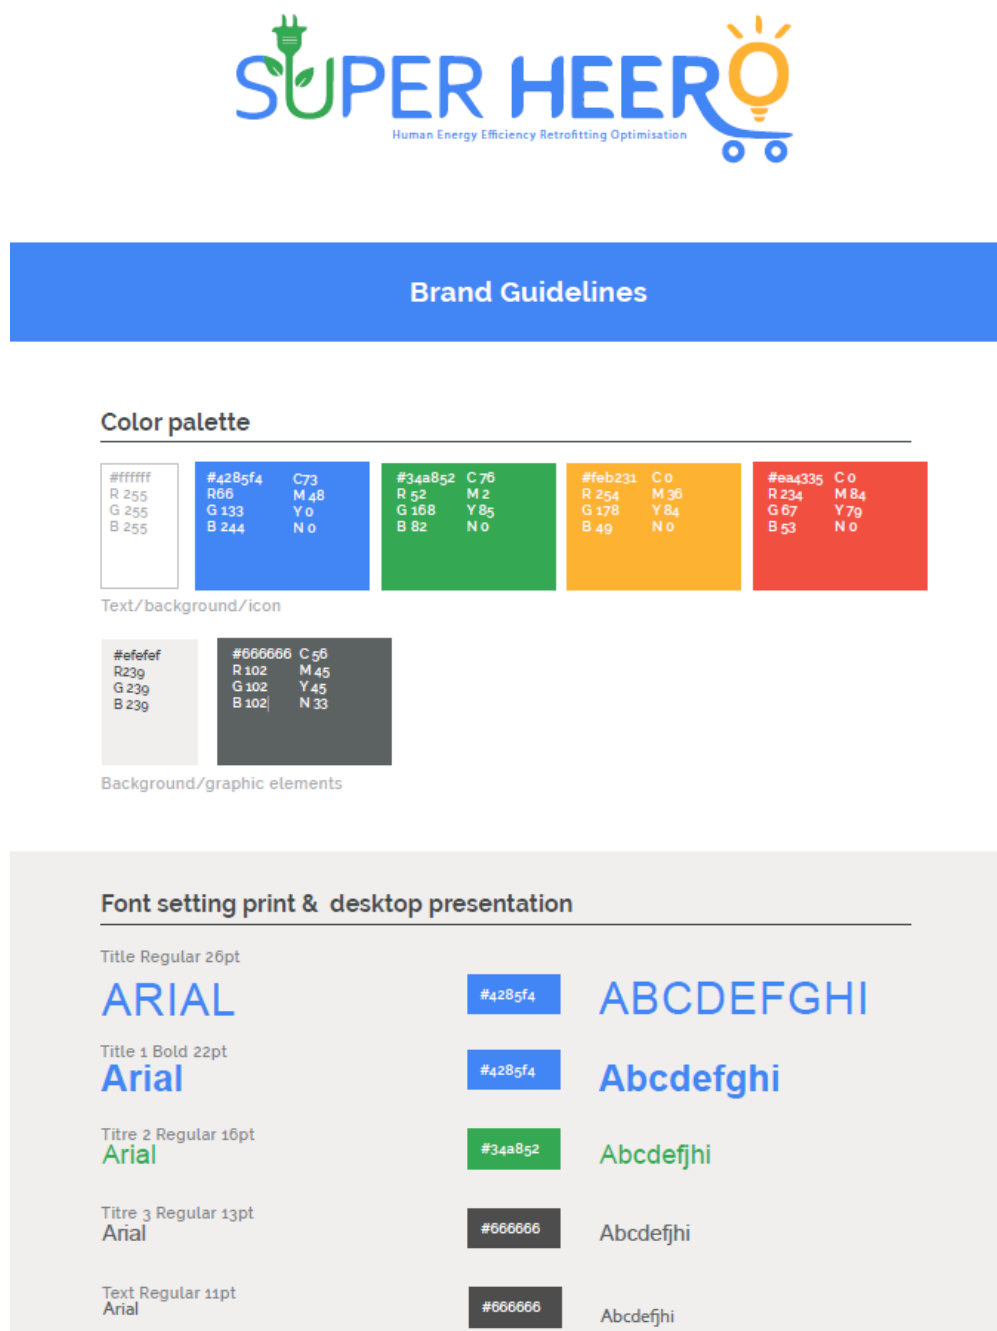 SUPER HEERO
Human Energy Efficiency Retrofitting Optimisation
Brand Guidelines
Color palette
#ffffff
R 255
G 255
B 255
#4285f4 C73
R66 M 48
G 133 Y 0
B 244 N 0
#34a852 C 76
R 52 M 2
G 168 Y 85
B 82 N 0
#feb231 C 0
R 254 M 36
G 178 Y 84
B 49 N 0
#ea4335 C 0
R 234 M 84
G 67 Y 79
B 53 N 0
Text/background/icon
#efefef
R239
G 239
B 239
#666666 C 56
R 102 M 45
G 102 Y 45
B 102 N 33
Background/graphic elements
Font setting print & desktop presentation
Title Regular 26pt
ARIAL #4285f4 ABCDEFGHI
Title 1 Bold 22pt
Arial #4285f4 Abcdefghi
Titre 2 Regular 16pt
Arial #34a852 Abcdefjhi
Titre 3 Regular 13pt
Arial #666666 Abcdefjhi
Text Regular 11pt
Arial #666666 Abcdefjhi